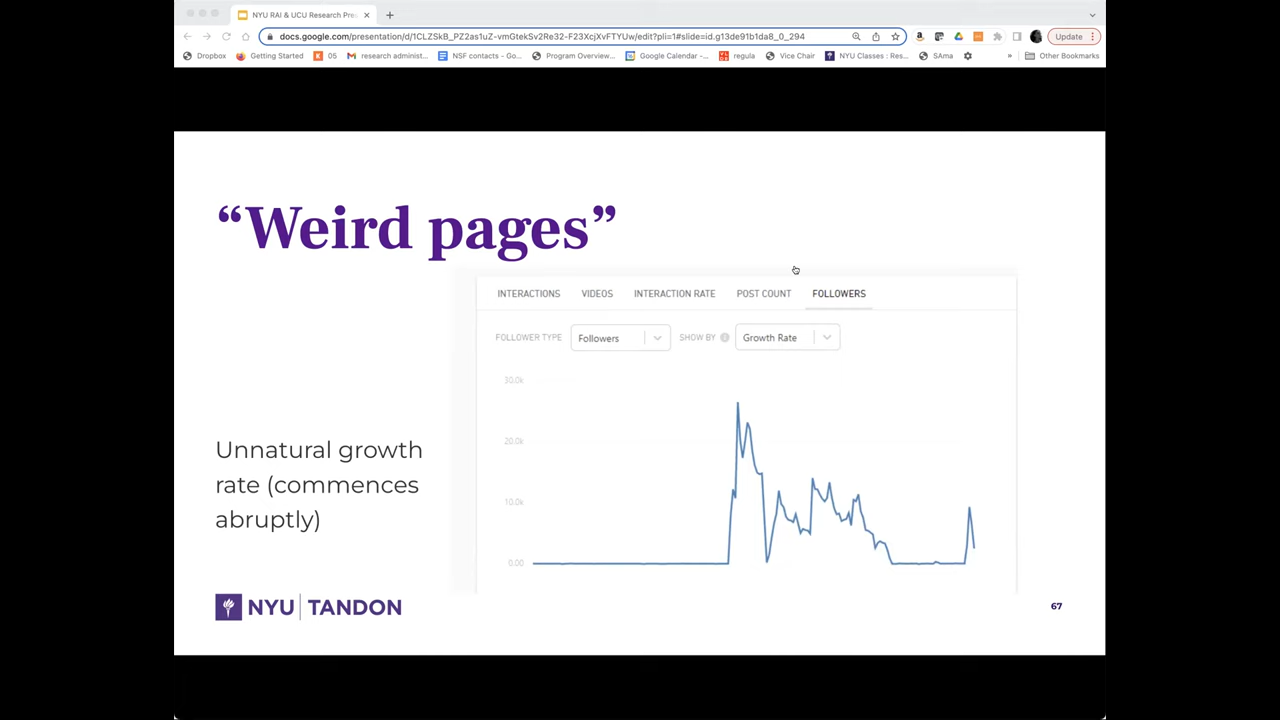 NYU RAI & UCU Research Pres
docs.google.com/presentation/d/1CLZSkB_PZ2as1uZ-vmGtekSv2Re32-F23XcjXvFTYUw/edit?pli=1#slide=id.g13de91b1da8_0_294
Update
Dropbox Getting Started 05 research administ... NSF contacts - Go... Program Overview... Google Calendar -... regula Vice Chair NYU Classes : Res... SAma » Other Bookmarks
“Weird pages”
INTERACTIONS VIDEOS INTERACTION RATE POST COUNT FOLLOWERS
FOLLOWER TYPE Followers SHOW BY Growth Rate
30.0k
20.0k
10.0k
0.00
Unnatural growth
rate (commences
abruptly)
NYU TANDON
67